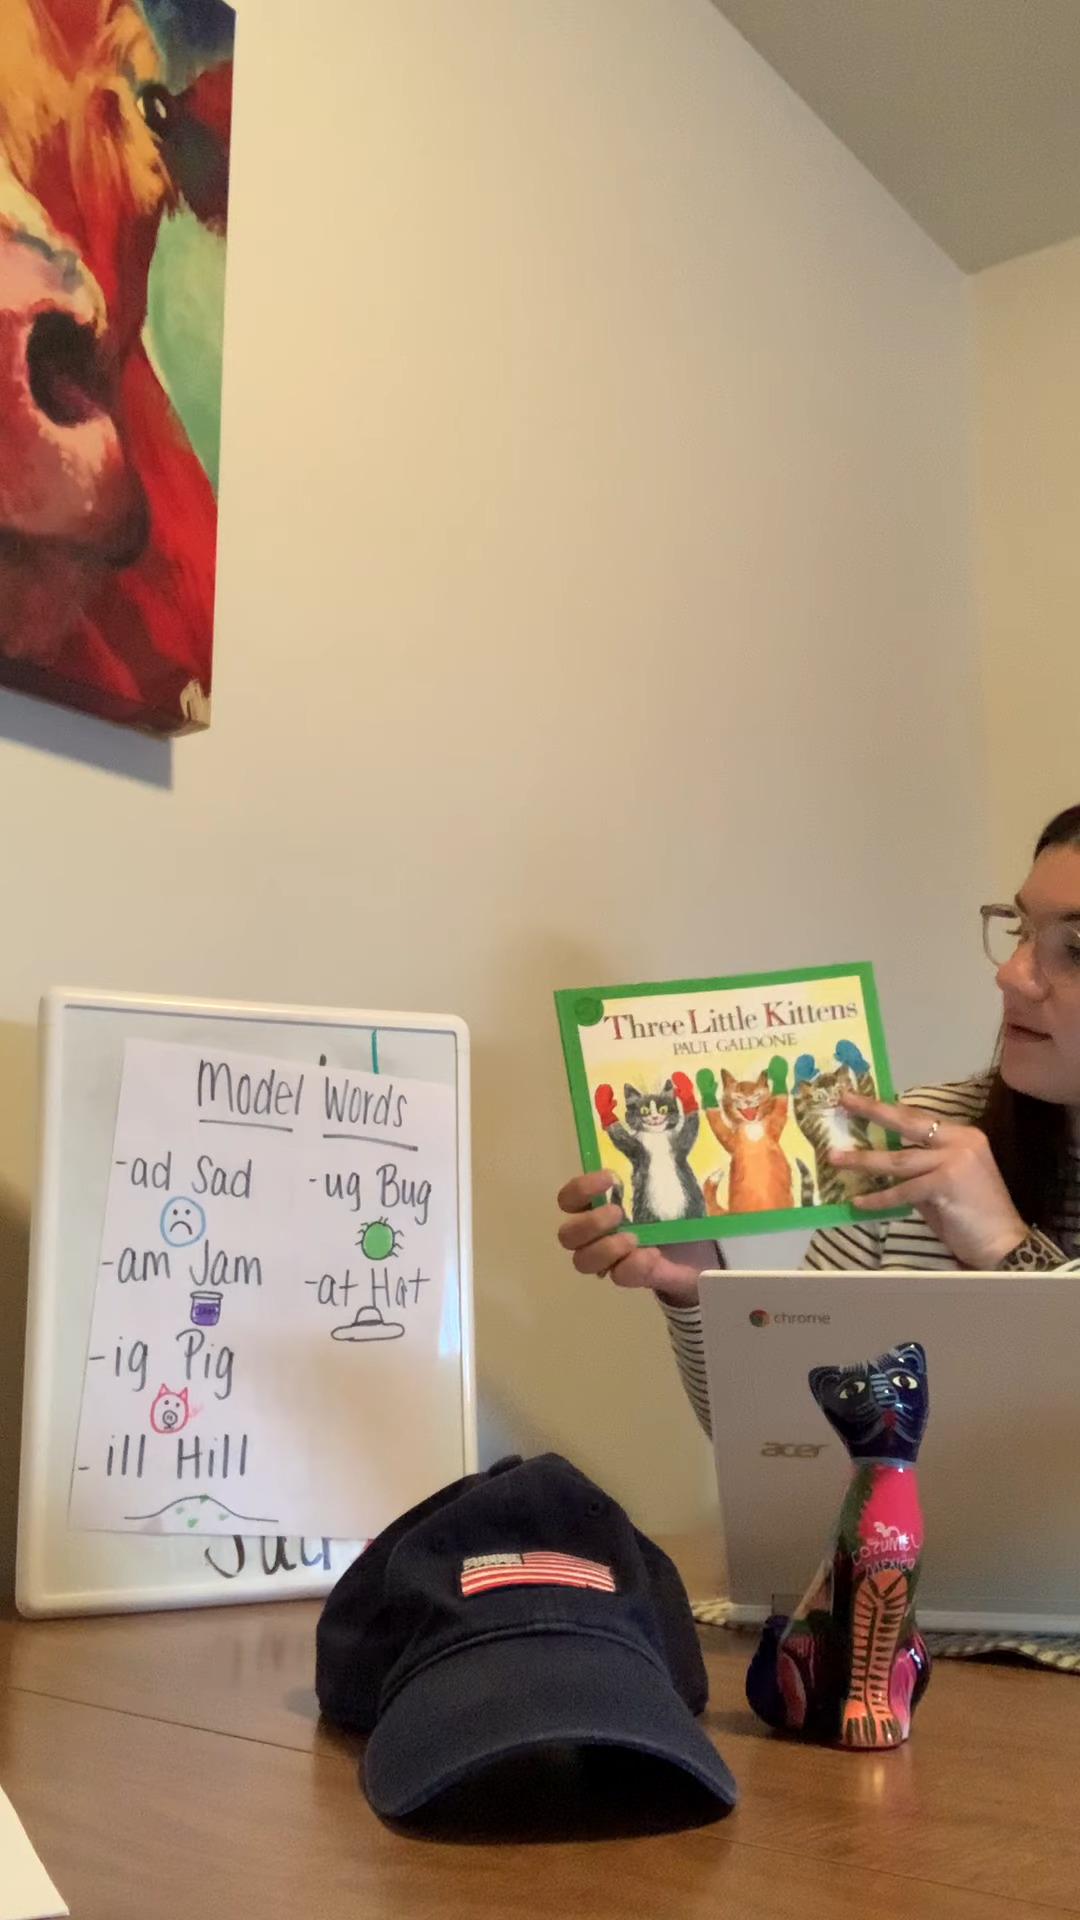 Model Words
-ad Sad
-am Jam
-ig Pig
-ill Hill
-ug Bug
-at Hat
Three Little Kittens
PAUL GALDONE
chrome
acer
COZUMEL
MEXICO